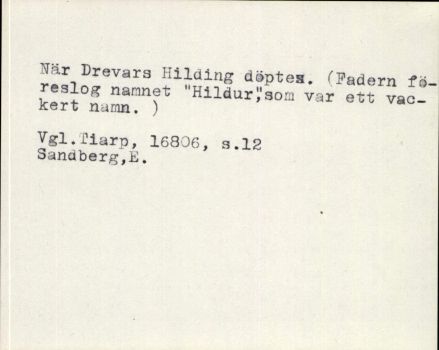 När Drevars Hilding döptes. (Fadern fö-
reslog namnet "Hildur", som var ett vac-
kert namn. )
Vgl.Tiarp, 16806, s.12
Sandberg,E.